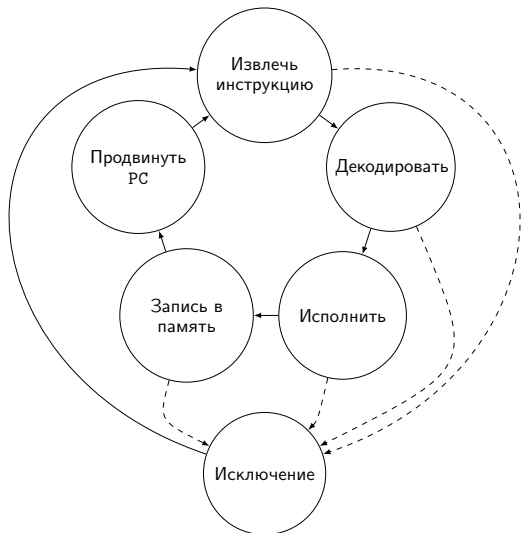 Извлечь
инструкцию
Продвинуть
PC
Декодировать
Запись в
память
Исполнить
Исключение